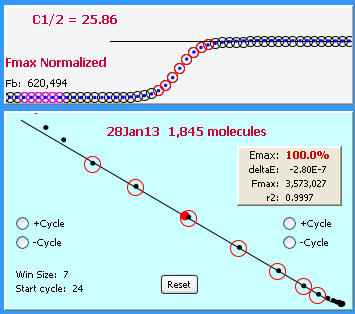 C1/2 = 25.86
Fmax Normalized
Fb: 620,494
28Jan13 1,845 molecules
Emax: 100.0%
deltaE: -2.80E-7
Fmax: 3,573,027
r2: 0.9997
+Cycle
-Cycle
+Cycle
-Cycle
Win Size: 7
Start cycle: 24
Reset